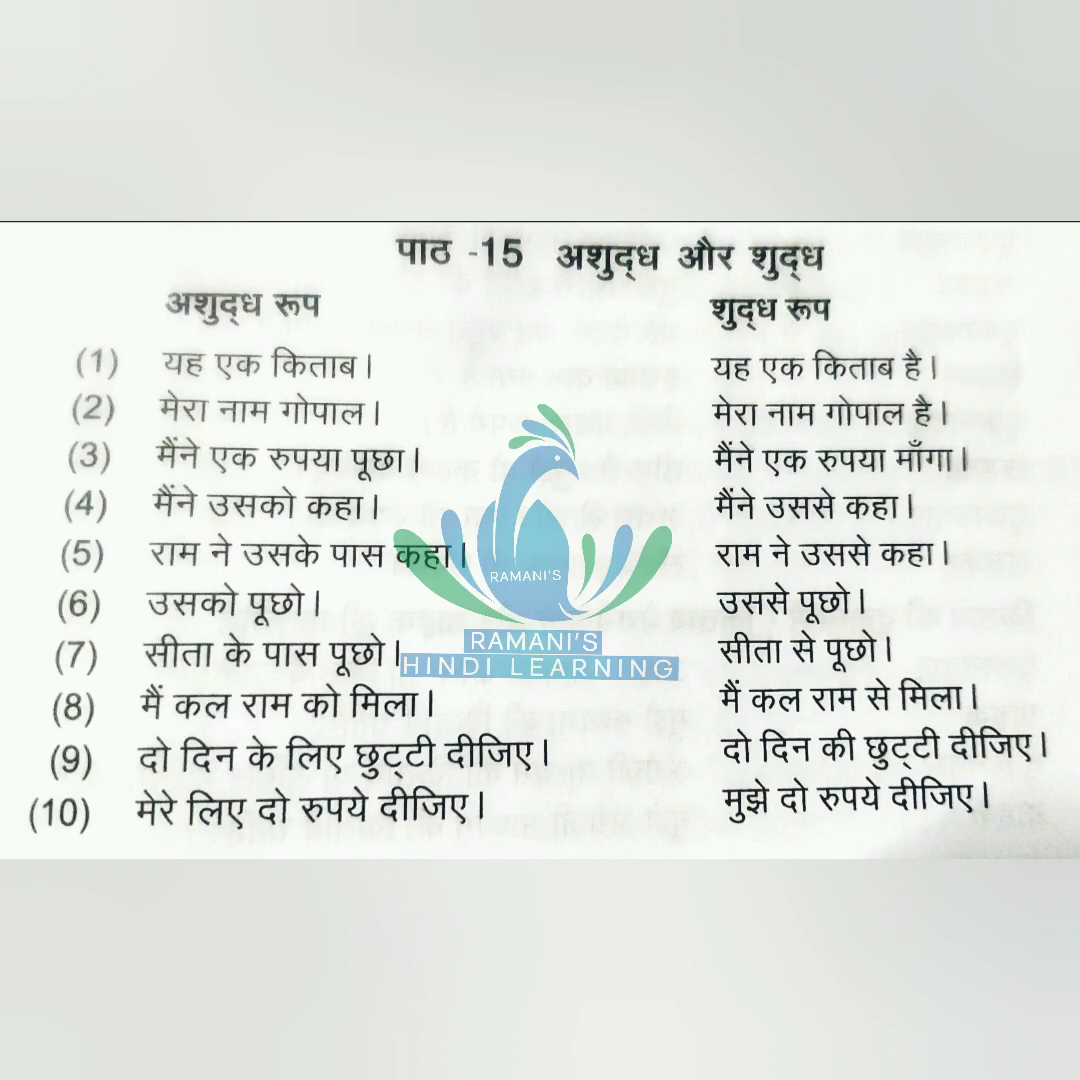 पाठ -15 अशुद्ध और शुद्ध
अशुद्ध रूप शुद्ध रूप
(1) यह एक किताब। यह एक किताब है।
(2) मेरा नाम गोपाल। मेरा नाम गोपाल है।
(3) मैंने एक रुपया पूछा। मैंने एक रुपया माँगा।
(4) मैंने उसको कहा। मैंने उससे कहा।
(5) राम ने उसके पास कहा। राम ने उससे कहा।
RAMANI'S
(6) उसको पूछो। उससे पूछो।
RAMANI'S
(7) सीता के पास पूछो। सीता से पूछो।
HINDI LEARNING
(8) मैं कल राम को मिला। मैं कल राम से मिला।
(9) दो दिन के लिए छुट्टी दीजिए। दो दिन की छुट्टी दीजिए।
(10) मेरे लिए दो रुपये दीजिए। मुझे दो रुपये दीजिए।